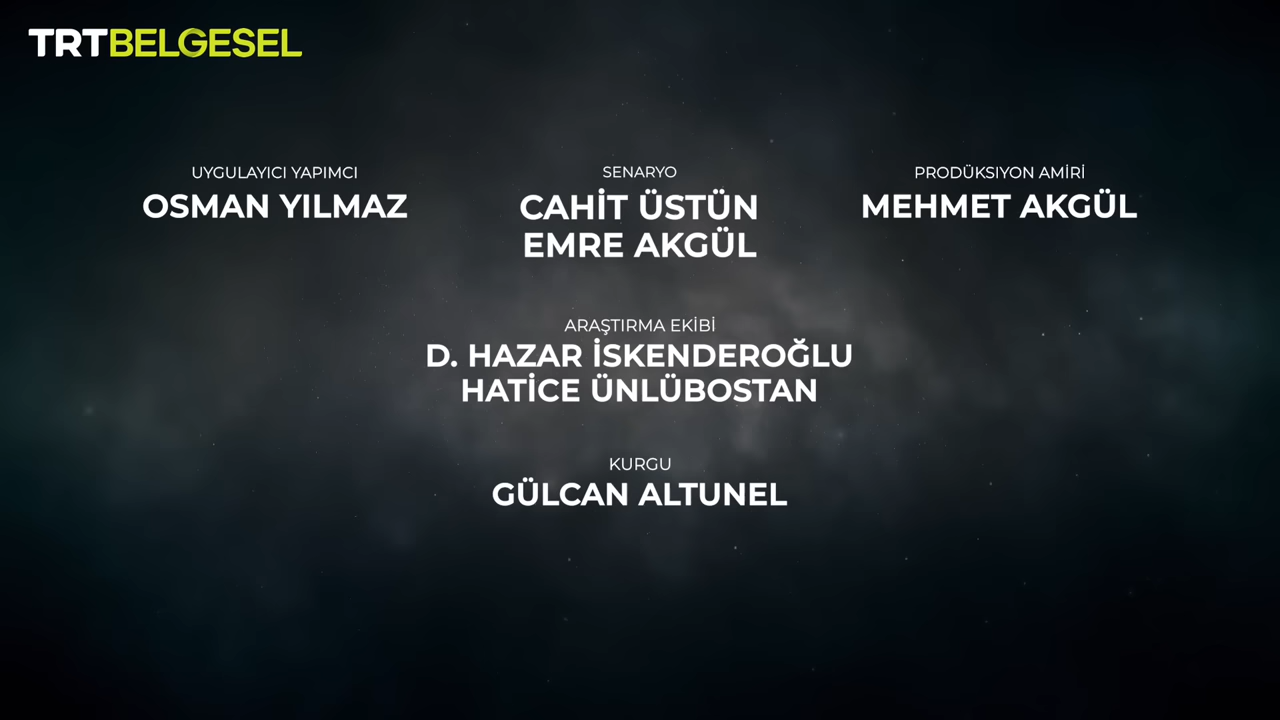 TRTBELGESEL
UYGULAYICI YAPIMCI
OSMAN YILMAZ
SENARYO
CAHİT ÜSTÜN
EMRE AKGÜL
PRODÜKSIYON AMİRİ
MEHMET AKGÜL
ARAŞTIRMA EKİBİ
D. HAZAR İSKENDEROĞLU
HATİCE ÜNLÜBOSTAN
KURGU
GÜLCAN ALTUNEL